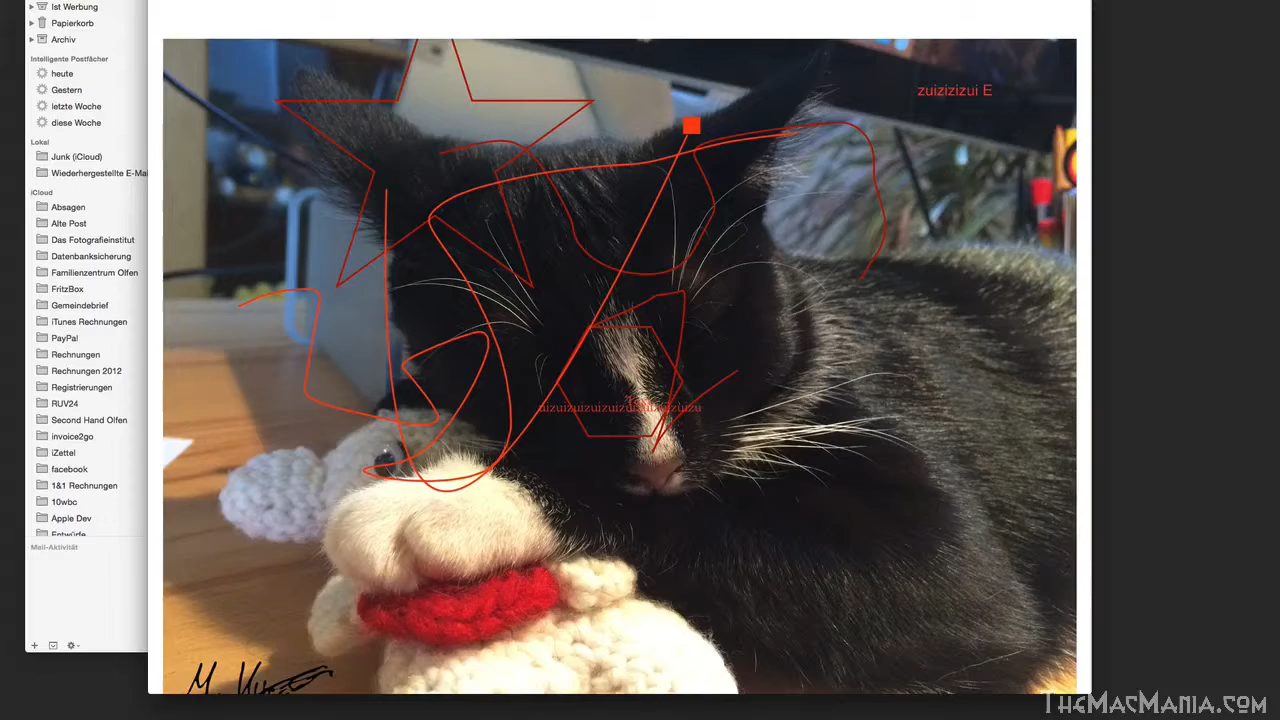 Ist Werbung
Papierkorb
Archiv
Intelligente Postfächer
heute
Gestern
letzte Woche
diese Woche
Lokal
Junk (iCloud)
Wiederhergestellte E-Mai
iCloud
Absagen
Alte Post
Das Fotografieinstitut
Datenbanksicherung
Familienzentrum Olfen
FritzBox
Gemeindebrief
iTunes Rechnungen
PayPal
Rechnungen
Rechnungen 2012
Registrierungen
RUV24
Second Hand Olfen
invoice2go
iZettel
facebook
1&1 Rechnungen
10wbc
Apple Dev
Entwürfe
Mail-Aktivität
zuizizizui E
TheMacMania.com